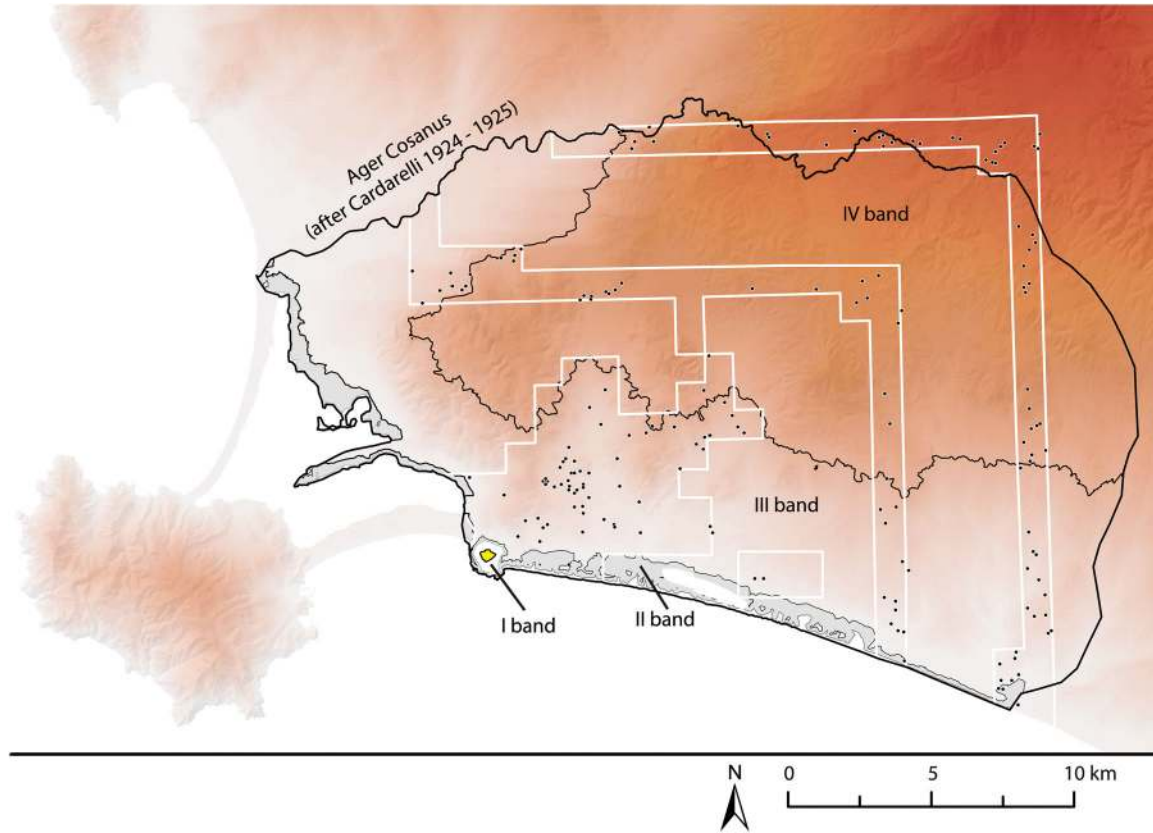 Ager Cosanus
(after Cardarelli 1924 - 1925)
IV band
III band
I band
II band
N
0
5
10 km